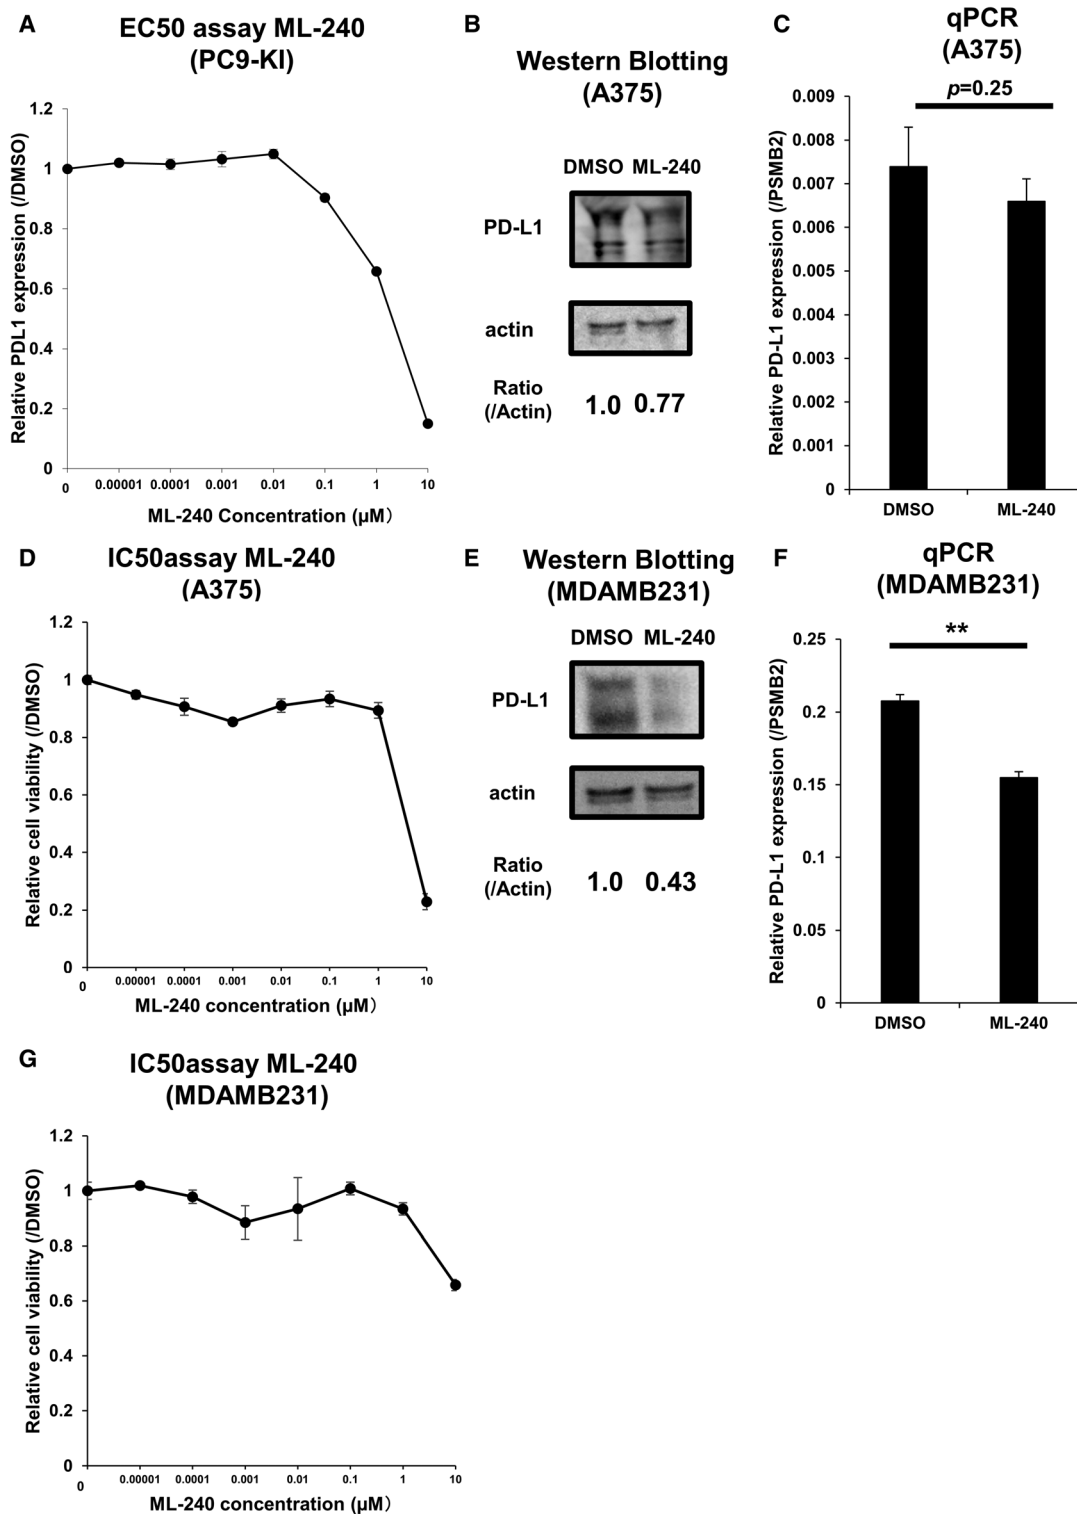 A
EC50 assay ML-240
(PC9-KI)
Relative PDL1 expression (/DMSO)
1.2
1
0.8
0.6
0.4
0.2
0
0 0.00001 0.0001 0.001 0.01 0.1 1 10
ML-240 Concentration (μM)
B
Western Blotting
(A375)
DMSO ML-240
PD-L1
actin
Ratio
(/Actin)
1.0 0.77
C
qPCR
(A375)
p=0.25
Relative PD-L1 expression (/PSMB2)
0.009
0.008
0.007
0.006
0.005
0.004
0.003
0.002
0.001
0
DMSO ML-240
D
IC50assay ML-240
(A375)
Relative cell viability (/DMSO)
1.2
1
0.8
0.6
0.4
0.2
0
0 0.00001 0.0001 0.001 0.01 0.1 1 10
ML-240 concentration (μM)
E
Western Blotting
(MDAMB231)
DMSO ML-240
PD-L1
actin
Ratio
(/Actin)
1.0 0.43
F
qPCR
(MDAMB231)
**
Relative PD-L1 expression (/PSMB2)
0.25
0.2
0.15
0.1
0.05
0
DMSO ML-240
G
IC50assay ML-240
(MDAMB231)
Relative cell viability (/DMSO)
1.2
1
0.8
0.6
0.4
0.2
0
0 0.00001 0.0001 0.001 0.01 0.1 1 10
ML-240 concentration (μM)